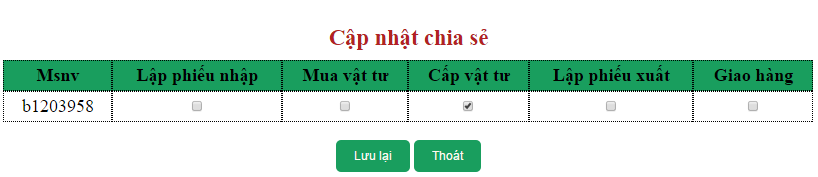 Cập nhật chia sẻ
Msnv Lập phiếu nhập Mua vật tư Cấp vật tư Lập phiếu xuất Giao hàng
b1203958
Lưu lại Thoát